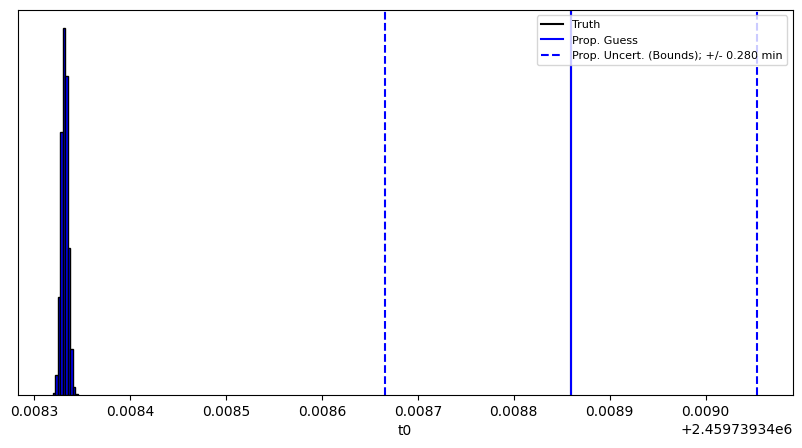 Truth
Prop. Guess
Prop. Uncert. (Bounds); +/- 0.280 min
0.0083 0.0084 0.0085 0.0086 0.0087 0.0088 0.0089 0.0090
+2.45973934e6
t0